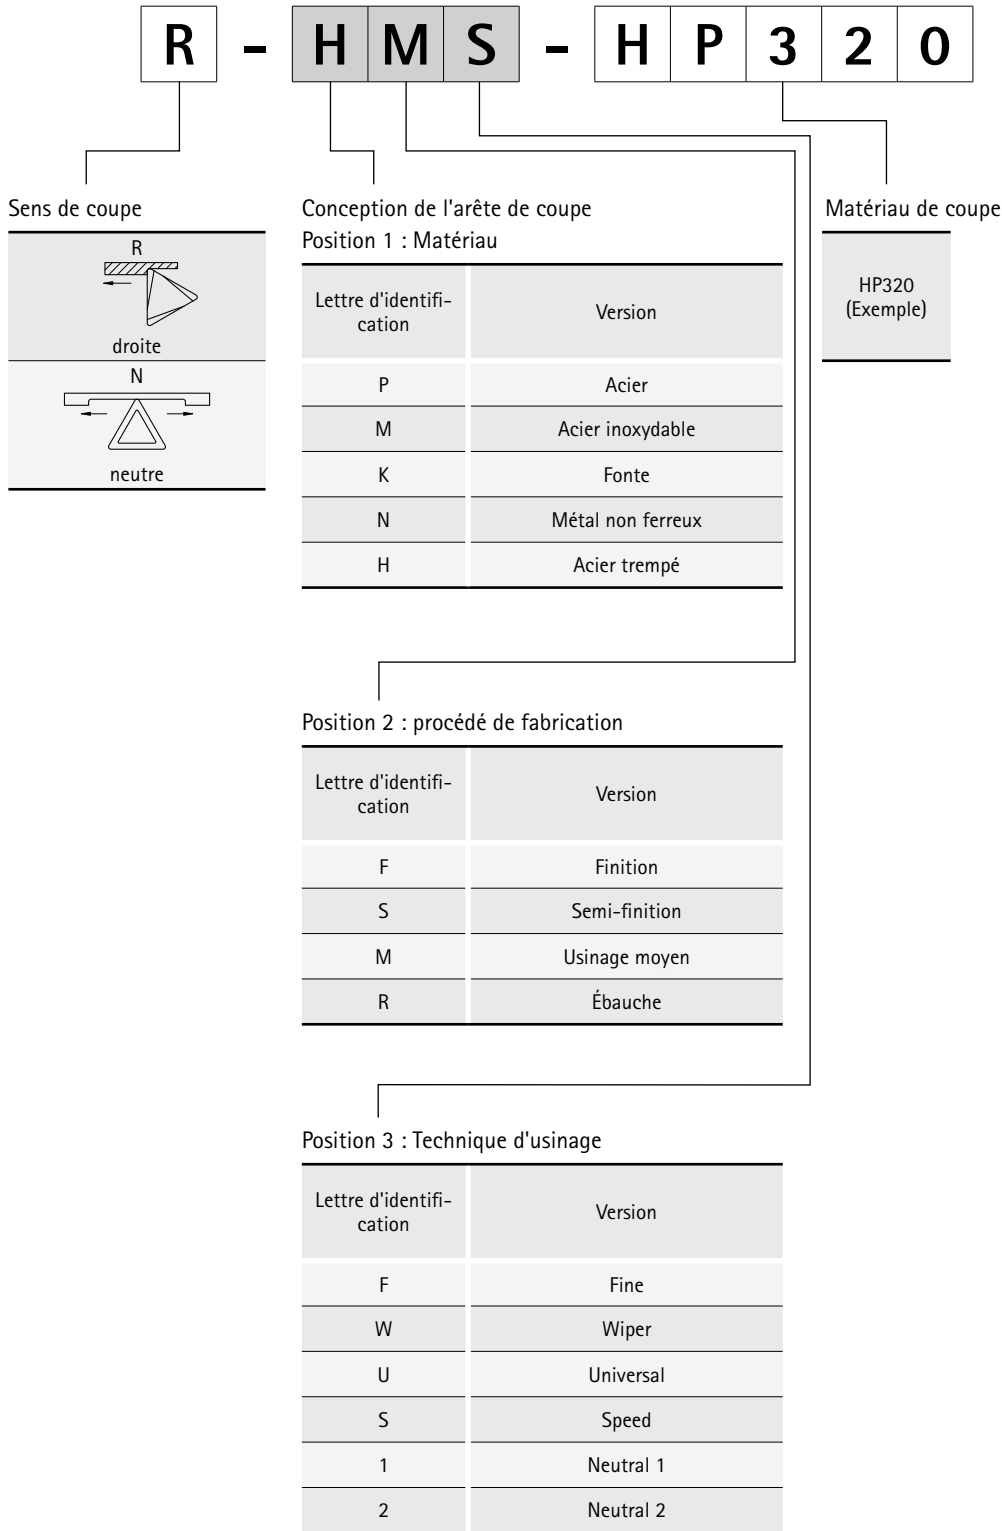 R - H M S - H P 3 2 0
Sens de coupe
R
droite
N
neutre
Conception de l'arête de coupe
Position 1 : Matériau
Lettre d'identifi-
cation
Version
P Acier
M Acier inoxydable
K Fonte
N Métal non ferreux
H Acier trempé
Matériau de coupe
HP320
(Exemple)
Position 2 : procédé de fabrication
Lettre d'identifi-
cation
Version
F Finition
S Semi-finition
M Usinage moyen
R Ébauche
Position 3 : Technique d'usinage
Lettre d'identifi-
cation
Version
F Fine
W Wiper
U Universal
S Speed
1 Neutral 1
2 Neutral 2